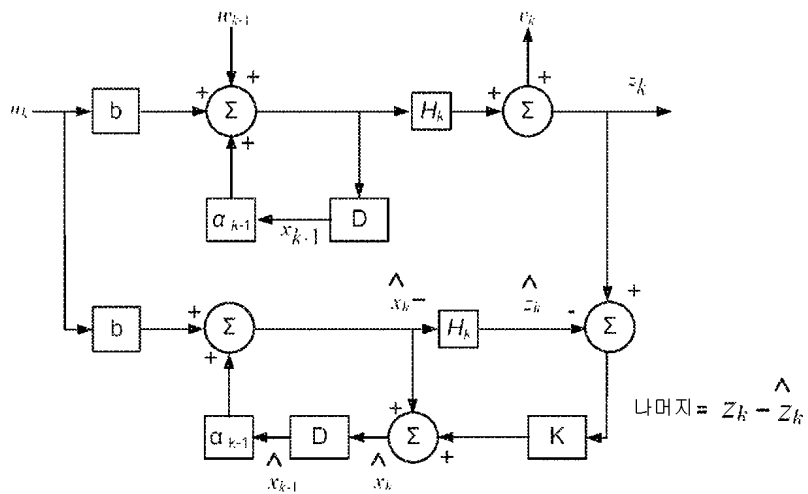 w_{k-1}
v_k
u_k
b
+
+
Σ
+
H_k
+
+
Σ
z_k
α_{k-1}
x_{k-1}
D
b
+
Σ
+
x̂_k-
H_k
ẑ_k
-
+
Σ
α_{k-1}
D
+
Σ
+
K
x̂_{k-1}
x̂_k
나머지 = z_k - ẑ_k